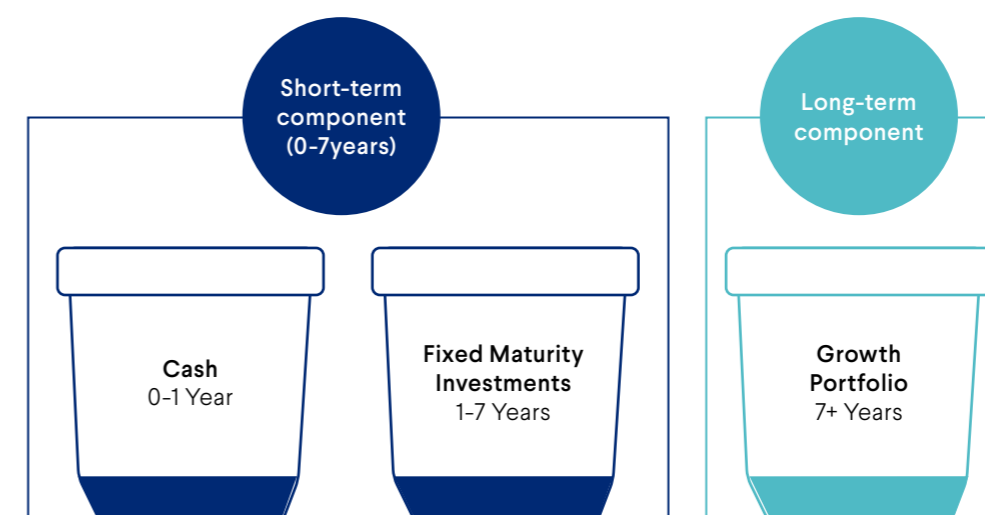 Short-term
component
(0-7years)
Long-term
component
Cash
0-1 Year
Fixed Maturity
Investments
1-7 Years
Growth
Portfolio
7+ Years